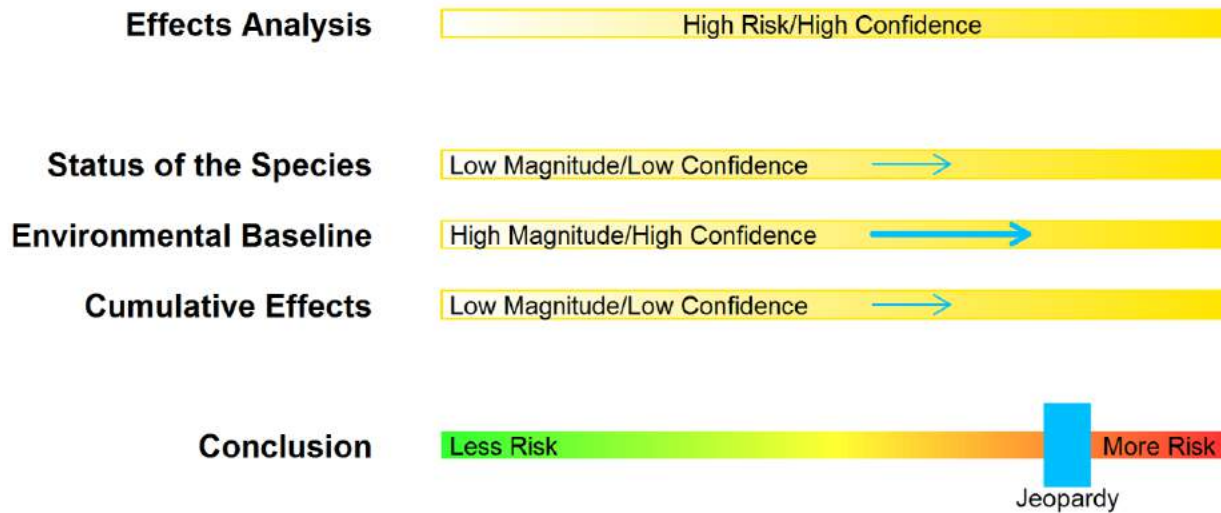 Effects Analysis
High Risk/High Confidence
Status of the Species
Low Magnitude/Low Confidence
Environmental Baseline
High Magnitude/High Confidence
Cumulative Effects
Low Magnitude/Low Confidence
Conclusion
Less Risk
More Risk
Jeopardy